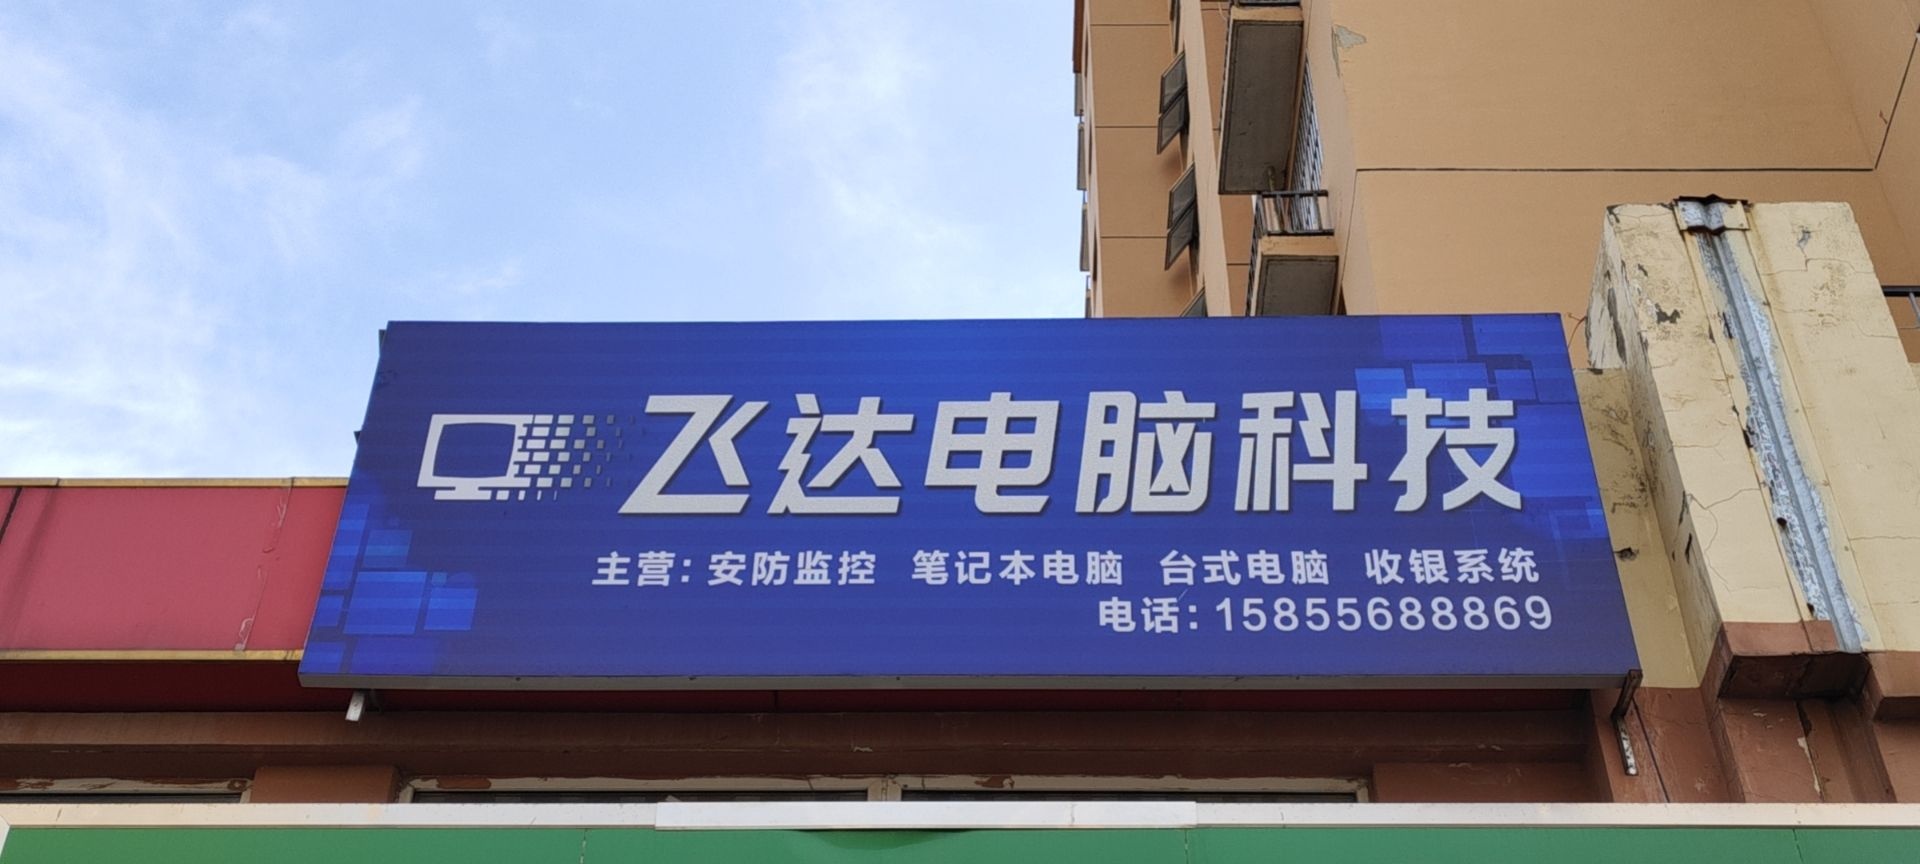 飞达电脑科技
主营：安防监控 笔记本电脑 台式电脑 收银系统
电话：15855688869